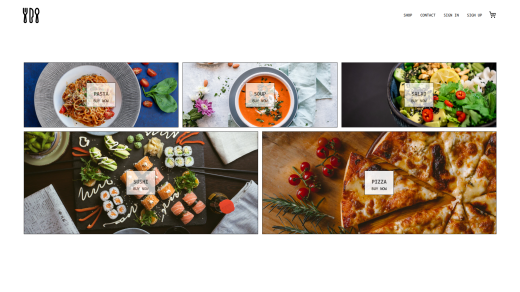 SHOP CONTACT SIGN IN SIGN UP
PASTA
BUY NOW
SOUP
BUY NOW
SALAD
BUY NOW
SUSHI
BUY NOW
PIZZA
BUY NOW